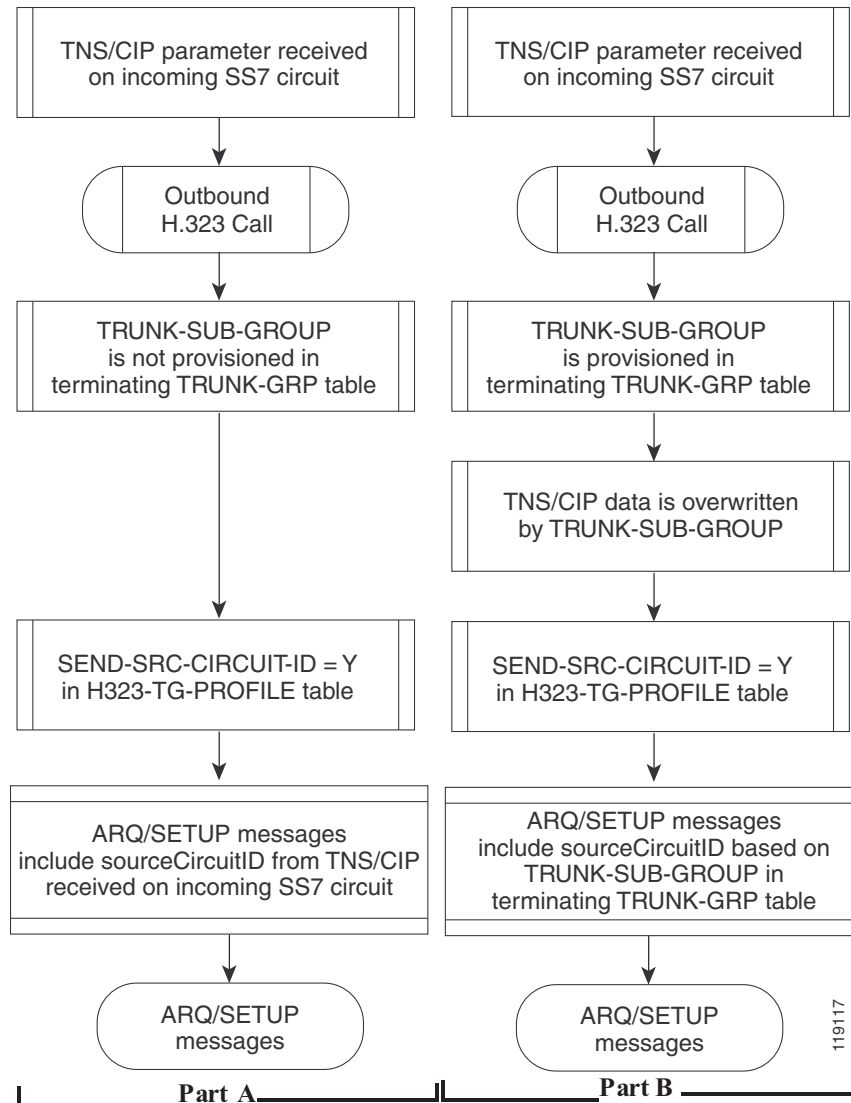 TNS/CIP parameter received
on incoming SS7 circuit
Outbound
H.323 Call
TRUNK-SUB-GROUP
is not provisioned in
terminating TRUNK-GRP table
SEND-SRC-CIRCUIT-ID = Y
in H323-TG-PROFILE table
ARQ/SETUP messages
include sourceCircuitID from TNS/CIP
received on incoming SS7 circuit
ARQ/SETUP
messages
Part A
TNS/CIP parameter received
on incoming SS7 circuit
Outbound
H.323 Call
TRUNK-SUB-GROUP
is provisioned in
terminating TRUNK-GRP table
TNS/CIP data is overwritten
by TRUNK-SUB-GROUP
SEND-SRC-CIRCUIT-ID = Y
in H323-TG-PROFILE table
ARQ/SETUP messages
include sourceCircuitID based on
TRUNK-SUB-GROUP in
terminating TRUNK-GRP table
ARQ/SETUP
messages
119117
Part B